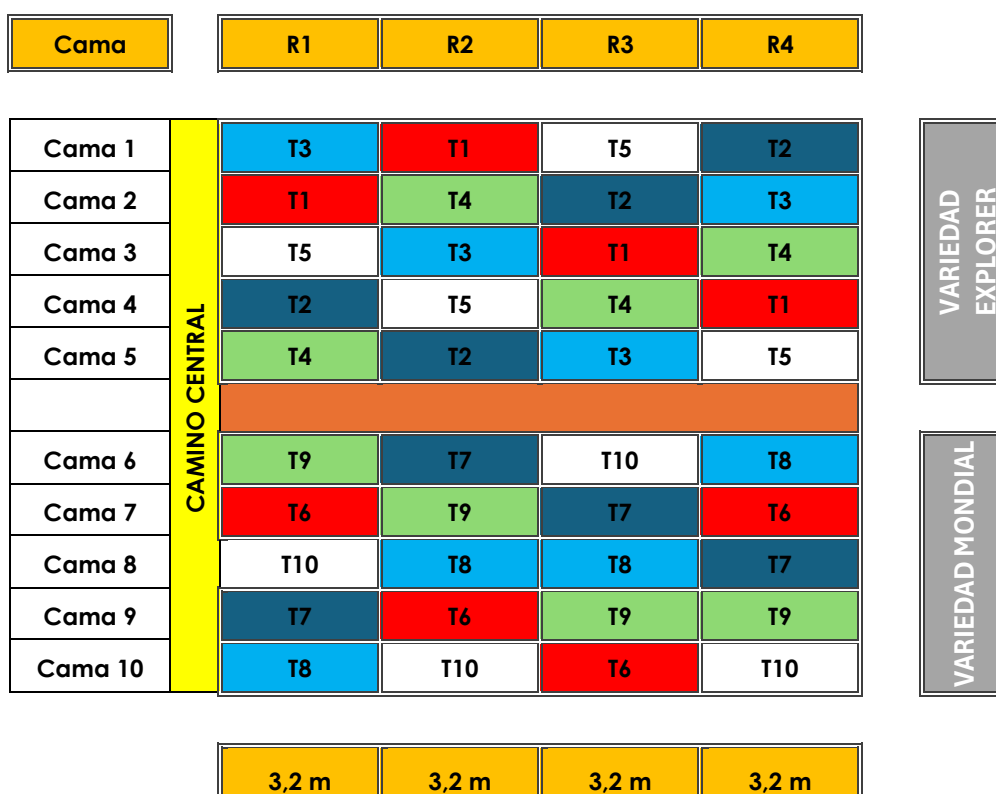 Cama R1 R2 R3 R4
Cama 1 T3 T1 T5 T2
Cama 2 T1 T4 T2 T3
Cama 3 T5 T3 T1 T4
Cama 4 T2 T5 T4 T1
Cama 5 T4 T2 T3 T5
Cama 6 T9 T7 T10 T8
Cama 7 T6 T9 T7 T6
Cama 8 T10 T8 T8 T7
Cama 9 T7 T6 T9 T9
Cama 10 T8 T10 T6 T10
CAMINO CENTRAL
VARIEDAD
EXPLORER
VARIEDAD MONDIAL
3,2 m 3,2 m 3,2 m 3,2 m